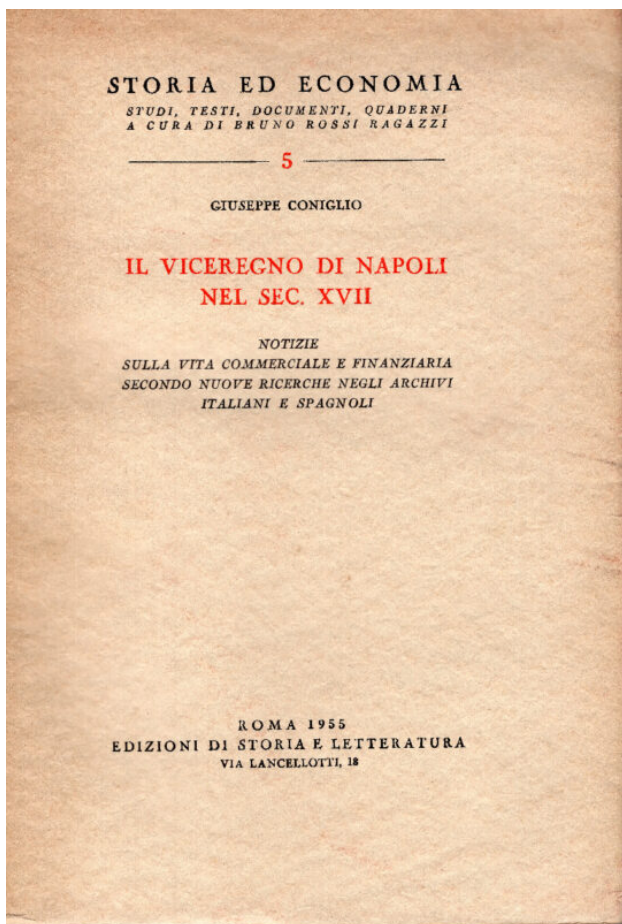 STORIA ED ECONOMIA
STUDI, TESTI, DOCUMENTI, QUADERNI
A CURA DI BRUNO ROSSI RAGAZZI
5
GIUSEPPE CONIGLIO
IL VICEREGNO DI NAPOLI
NEL SEC. XVII
NOTIZIE
SULLA VITA COMMERCIALE E FINANZIARIA
SECONDO NUOVE RICERCHE NEGLI ARCHIVI
ITALIANI E SPAGNOLI
ROMA 1955
EDIZIONI DI STORIA E LETTERATURA
VIA LANCELLOTTI, 18